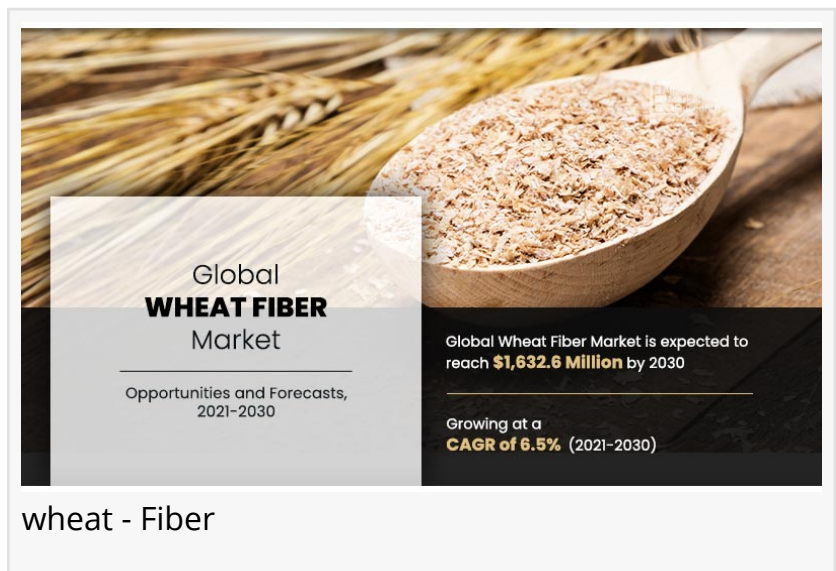 Global
WHEAT FIBER
Market
Opportunities and Forecasts,
2021-2030
Global Wheat Fiber Market is expected to
reach $1,632.6 Million by 2030
Growing at a
CAGR of 6.5% (2021-2030)
wheat - Fiber